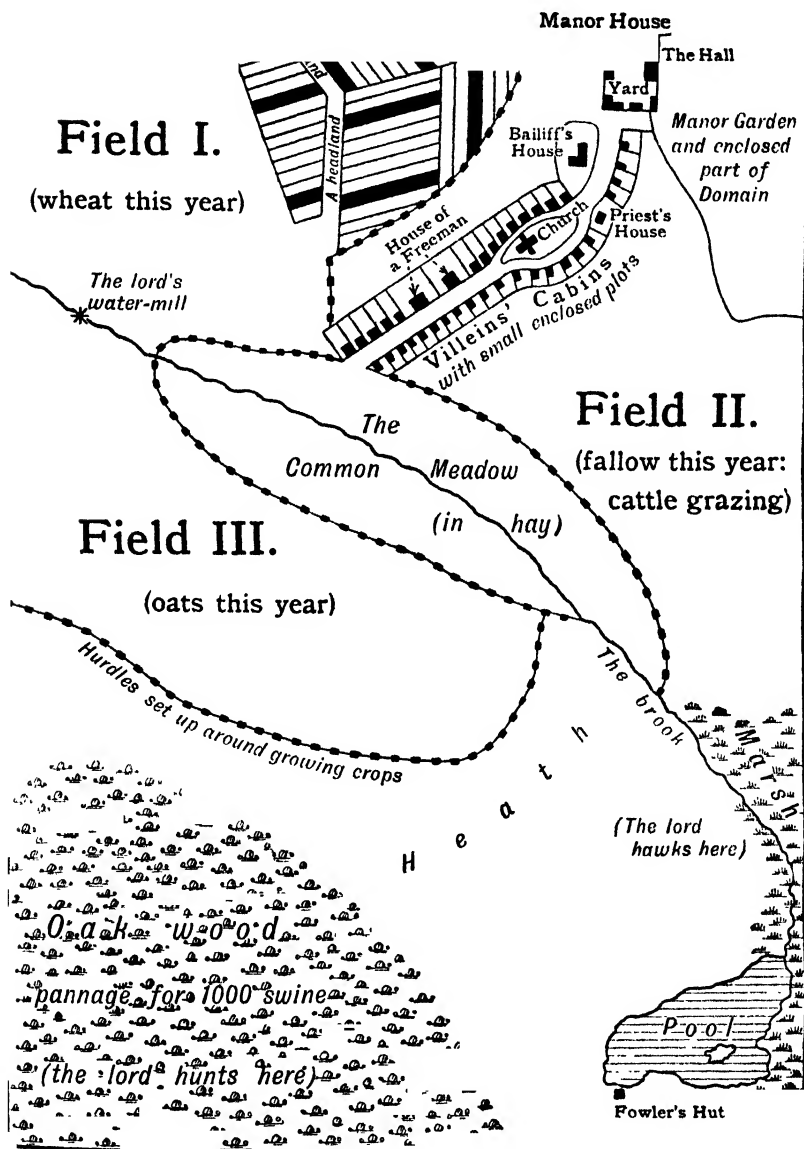 Manor House
The Hall
Yard
Field I.
(wheat this year)
A headland
Bailiff's
House
Manor Garden
and enclosed
part of
Domain
House of
a Freeman
Church
Priest's
House
The lord's
water-mill
Villeins' Cabins
with small enclosed plots
Field II.
(fallow this year:
cattle grazing)
The
Common Meadow
(in hay)
Field III.
(oats this year)
Hurdles set up around growing crops
The brook
Marsh
Heath
(The lord
hawks here)
Oak wood
pannage for 1000 swine
(the lord hunts here)
Pool
Fowler's Hut